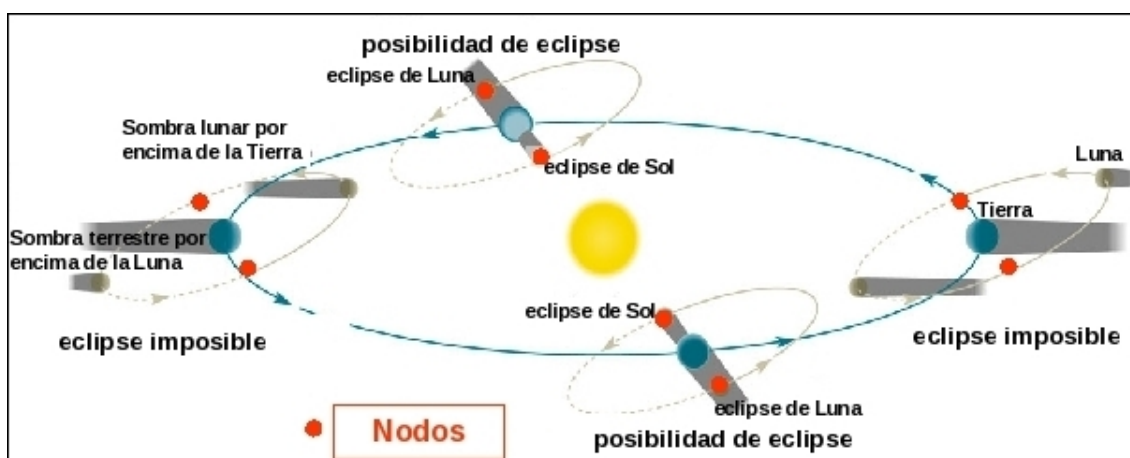 posibilidad de eclipse
eclipse de Luna
eclipse de Sol
Sombra lunar por
encima de la Tierra
Sombra terrestre por
encima de la Luna
eclipse imposible
Luna
Tierra
eclipse imposible
eclipse de Sol
eclipse de Luna
posibilidad de eclipse
Nodos